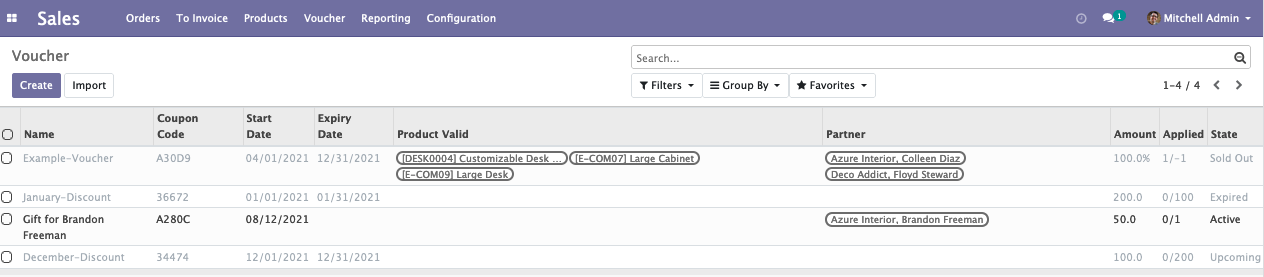 Sales Orders To Invoice Products Voucher Reporting Configuration 1 Mitchell Admin
Voucher
Search...
Create Import Filters Group By Favorites 1-4 / 4
Name Coupon Code Start Date Expiry Date Product Valid Partner Amount Applied State
Example-Voucher A30D9 04/01/2021 12/31/2021 [DESK0004] Customizable Desk ... [E-COM07] Large Cabinet Azure Interior, Colleen Diaz 100.0% 1/-1 Sold Out
[E-COM09] Large Desk Deco Addict, Floyd Steward
January-Discount 36672 01/01/2021 01/31/2021 200.0 0/100 Expired
Gift for Brandon Freeman A280C 08/12/2021 Azure Interior, Brandon Freeman 50.0 0/1 Active
December-Discount 34474 12/01/2021 12/31/2021 100.0 0/200 Upcoming